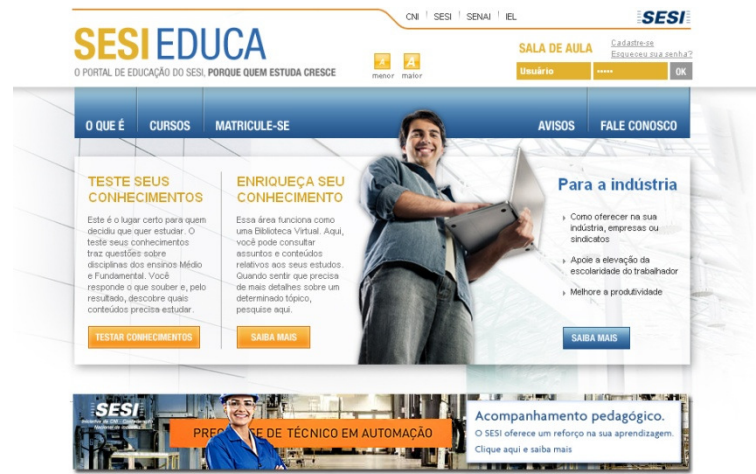 CNI SESI SENAI IEL
SESI
SESI EDUCA
O PORTAL DE EDUCAÇÃO DO SESI, PORQUE QUEM ESTUDA CRESCE
A A
menor maior
SALA DE AULA
Cadastre-se
Esqueceu sua senha?
Usuário ••••• OK
O QUE É CURSOS MATRICULE-SE AVISOS FALE CONOSCO
TESTE SEUS
CONHECIMENTOS
Este é o lugar certo para quem
decidiu que quer estudar. O
teste seus conhecimentos
traz questões sobre
disciplinas dos ensinos Médio
e Fundamental. Você
responde o que souber e, pelo
resultado, descobre quais
conteúdos precisa estudar.
TESTAR CONHECIMENTOS
ENRIQUEÇA SEU
CONHECIMENTO
Essa área funciona como
uma Biblioteca Virtual. Aqui,
você pode consultar
assuntos e conteúdos
relativos aos seus estudos.
Quando sentir que precisa
de mais detalhes sobre um
determinado tópico,
pesquise aqui.
SAIBA MAIS
Para a indústria
Como oferecer na sua
indústria, empresas ou
sindicatos
Apoie a elevação da
escolaridade do trabalhador
Melhore a produtividade
SAIBA MAIS
SESI
SE DE TÉCNICO EM AUTOMAÇÃO
Acompanhamento pedagógico.
O SESI oferece um reforço na sua aprendizagem.
Clique aqui e saiba mais